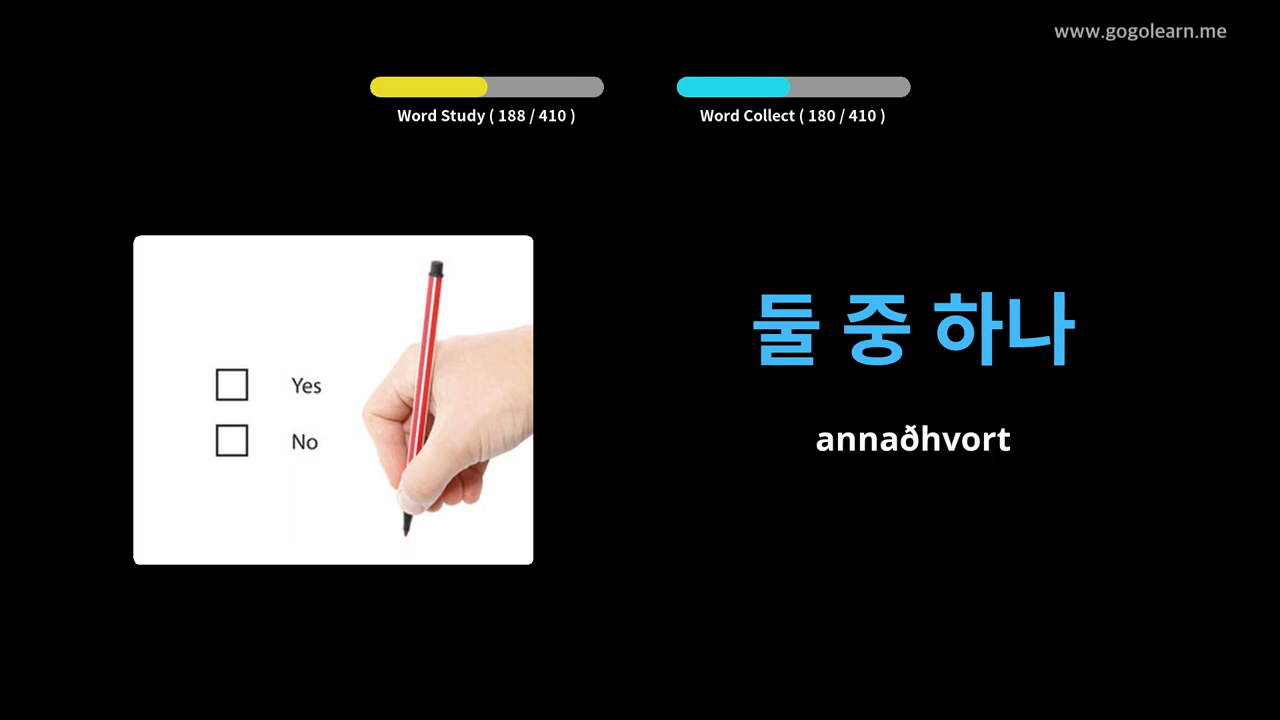 www.gogolearn.me
Word Study ( 188 / 410 )
Word Collect ( 180 / 410 )
Yes
No
둘 중 하나
annaðhvort